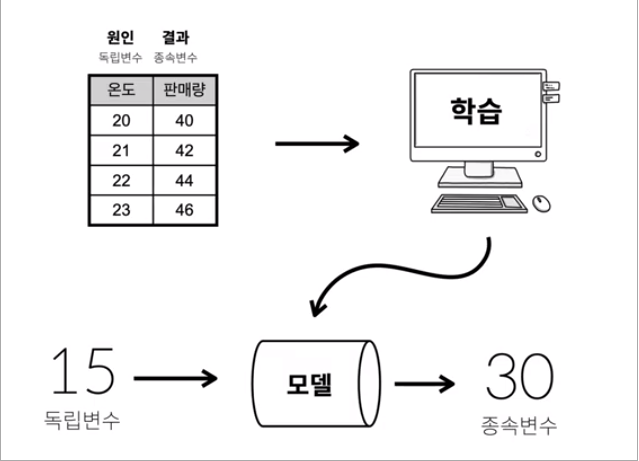 원인 결과
독립변수 종속변수
온도 판매량
20 40
21 42
22 44
23 46
학습
모델
15
독립변수
30
종속변수